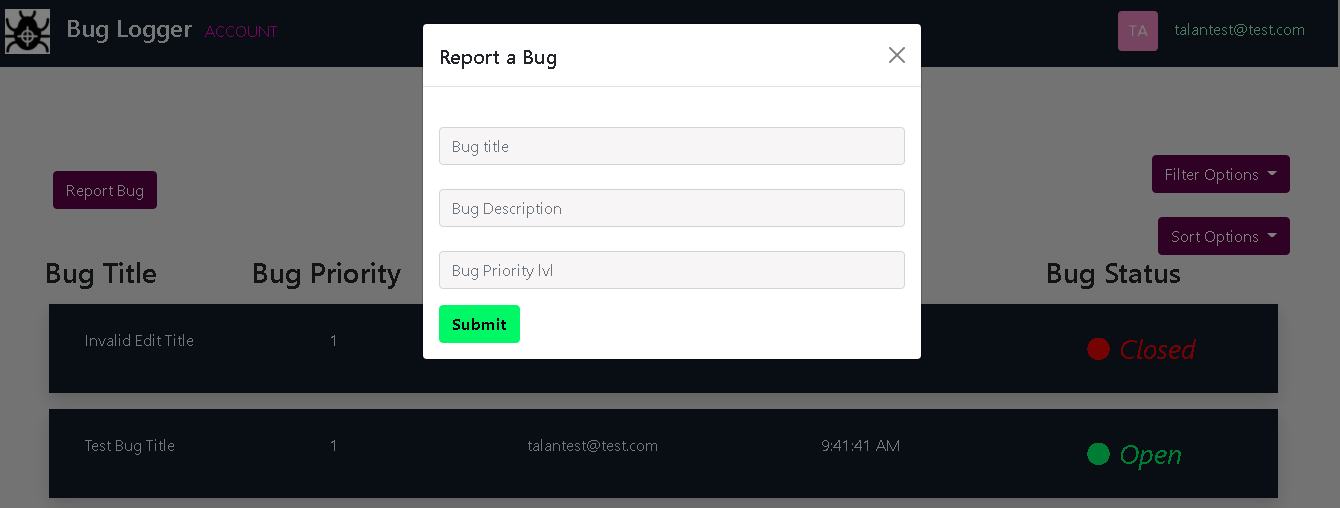 Bug Logger ACCOUNT
TA talantest@test.com
Report a Bug
Bug title
Bug Description
Bug Priority lvl
Submit
Report Bug
Filter Options
Sort Options
Bug Title Bug Priority Bug Status
Invalid Edit Title 1 Closed
Test Bug Title 1 talantest@test.com 9:41:41 AM Open